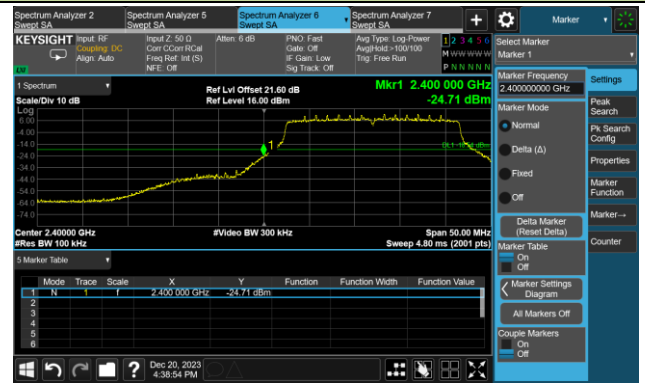 Spectrum Analyzer 2
Swept SA
Spectrum Analyzer 5
Swept SA
Spectrum Analyzer 6
Swept SA
Spectrum Analyzer 7
Swept SA
+
Marker
KEYSIGHT
Input: RF
Coupling: DC
Align: Auto
Input Z: 50 Ω
Corr CCorr RCal
Freq Ref: Int (S)
NFE: Off
Atten: 6 dB
PNO: Fast
Gate: Off
IF Gain: Low
Sig Track: Off
Avg Type: Log-Power
Avg|Hold:>100/100
Trig: Free Run
1 2 3 4 5 6
M W W W W W
P N N N N N
Select Marker
Marker 1
1 Spectrum
Scale/Div 10 dB
Ref Lvl Offset 21.60 dB
Ref Level 16.00 dBm
Mkr1 2.400 000 GHz
-24.71 dBm
Log
6.00
-4.00
-14.0
-24.0
-34.0
-44.0
-54.0
-64.0
-74.0
1
Center 2.40000 GHz
#Res BW 100 kHz
#Video BW 300 kHz
Span 50.00 MHz
Sweep 4.80 ms (2001 pts)
5 Marker Table
Mode Trace Scale X Y Function Function Width Function Value
1 N 1 f 2.400 000 GHz -24.71 dBm
2
3
4
5
6
Marker Frequency
2.400000000 GHz
Marker Mode
Normal
Delta (Δ)
Fixed
Off
Delta Marker
(Reset Delta)
Marker Table
On
Off
Marker Settings
Diagram
All Markers Off
Couple Markers
On
Off
Settings
Peak
Search
Pk Search
Config
Properties
Marker
Function
Marker→
Counter
?
Dec 20, 2023
4:38:54 PM